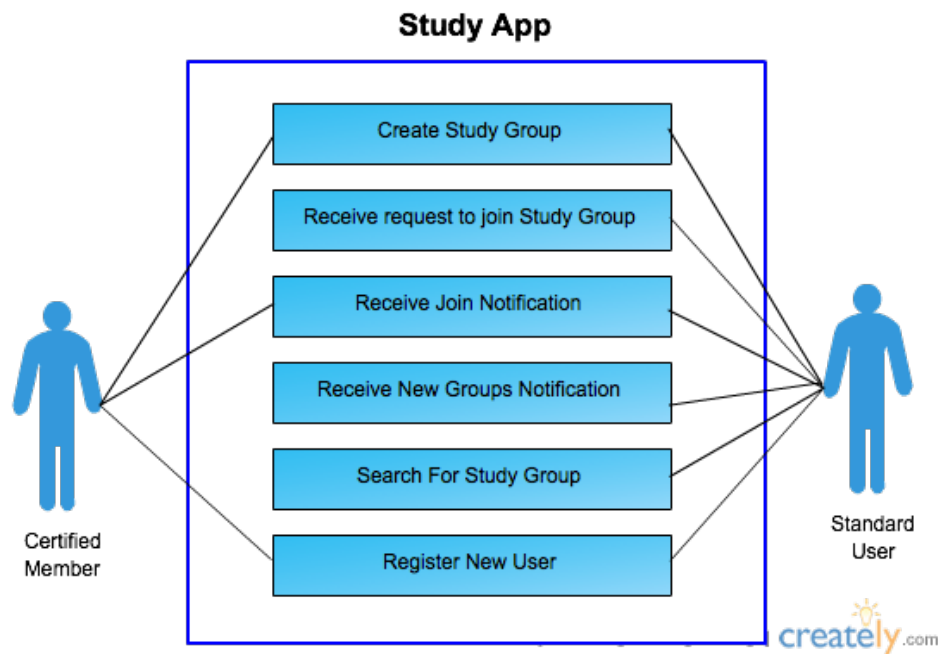 Study App
Create Study Group
Receive request to join Study Group
Receive Join Notification
Receive New Groups Notification
Search For Study Group
Register New User
Certified
Member
Standard
User
creately.com